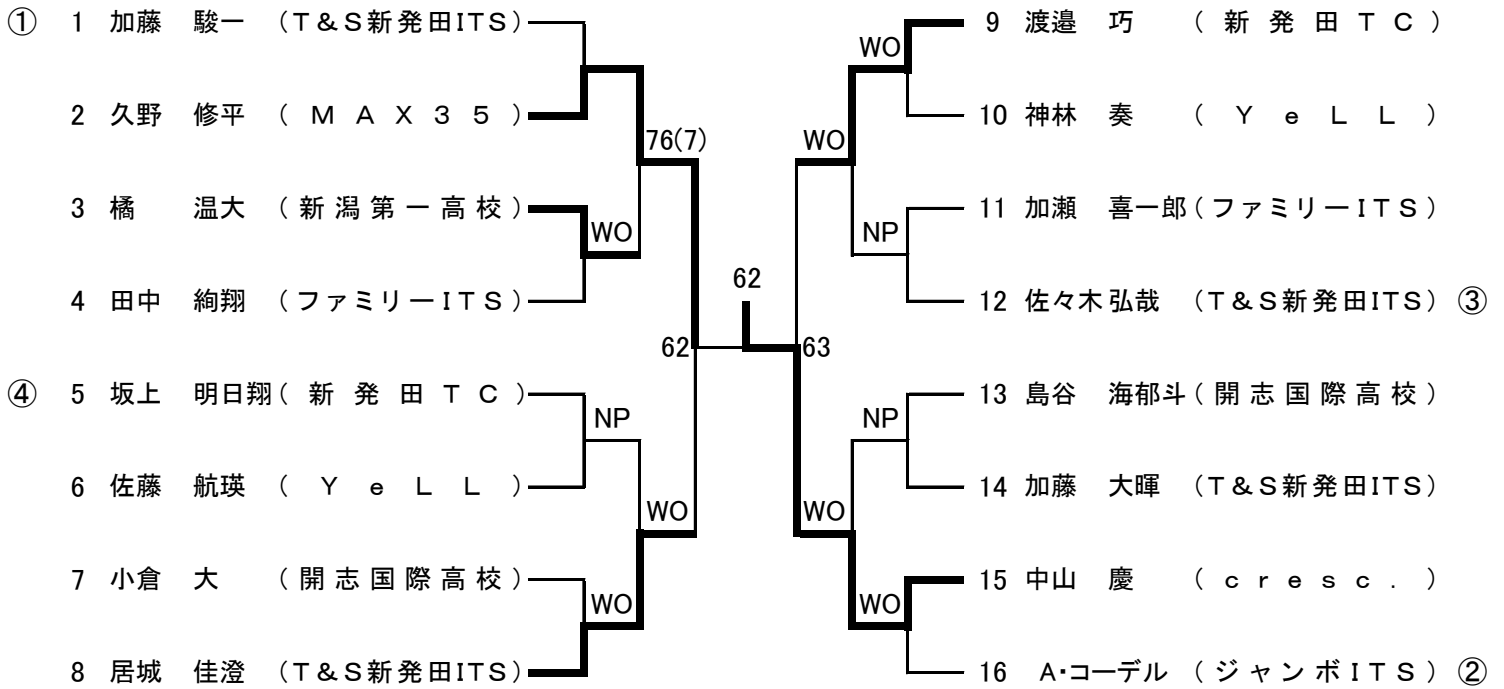 ① 1 加藤 駿一 (T&S新発田ITS)
2 久野 修平 (MAX35)
76(7)
3 橘 温大 (新潟第一高校)
WO
4 田中 絢翔 (ファミリーITS)
62
④ 5 坂上 明日翔 (新発田TC)
NP
6 佐藤 航瑛 (YeLL)
WO
7 小倉 大 (開志国際高校)
WO
8 居城 佳澄 (T&S新発田ITS)
62
9 渡邉 巧 (新発田TC)
WO
10 神林 奏 (YeLL)
WO
11 加瀬 喜一郎 (ファミリーITS)
NP
12 佐々木 弘哉 (T&S新発田ITS) ③
63
13 島谷 海郁斗 (開志国際高校)
NP
14 加藤 大暉 (T&S新発田ITS)
WO
15 中山 慶 (cresc.)
WO
16 A・コーデル (ジャンボITS) ②